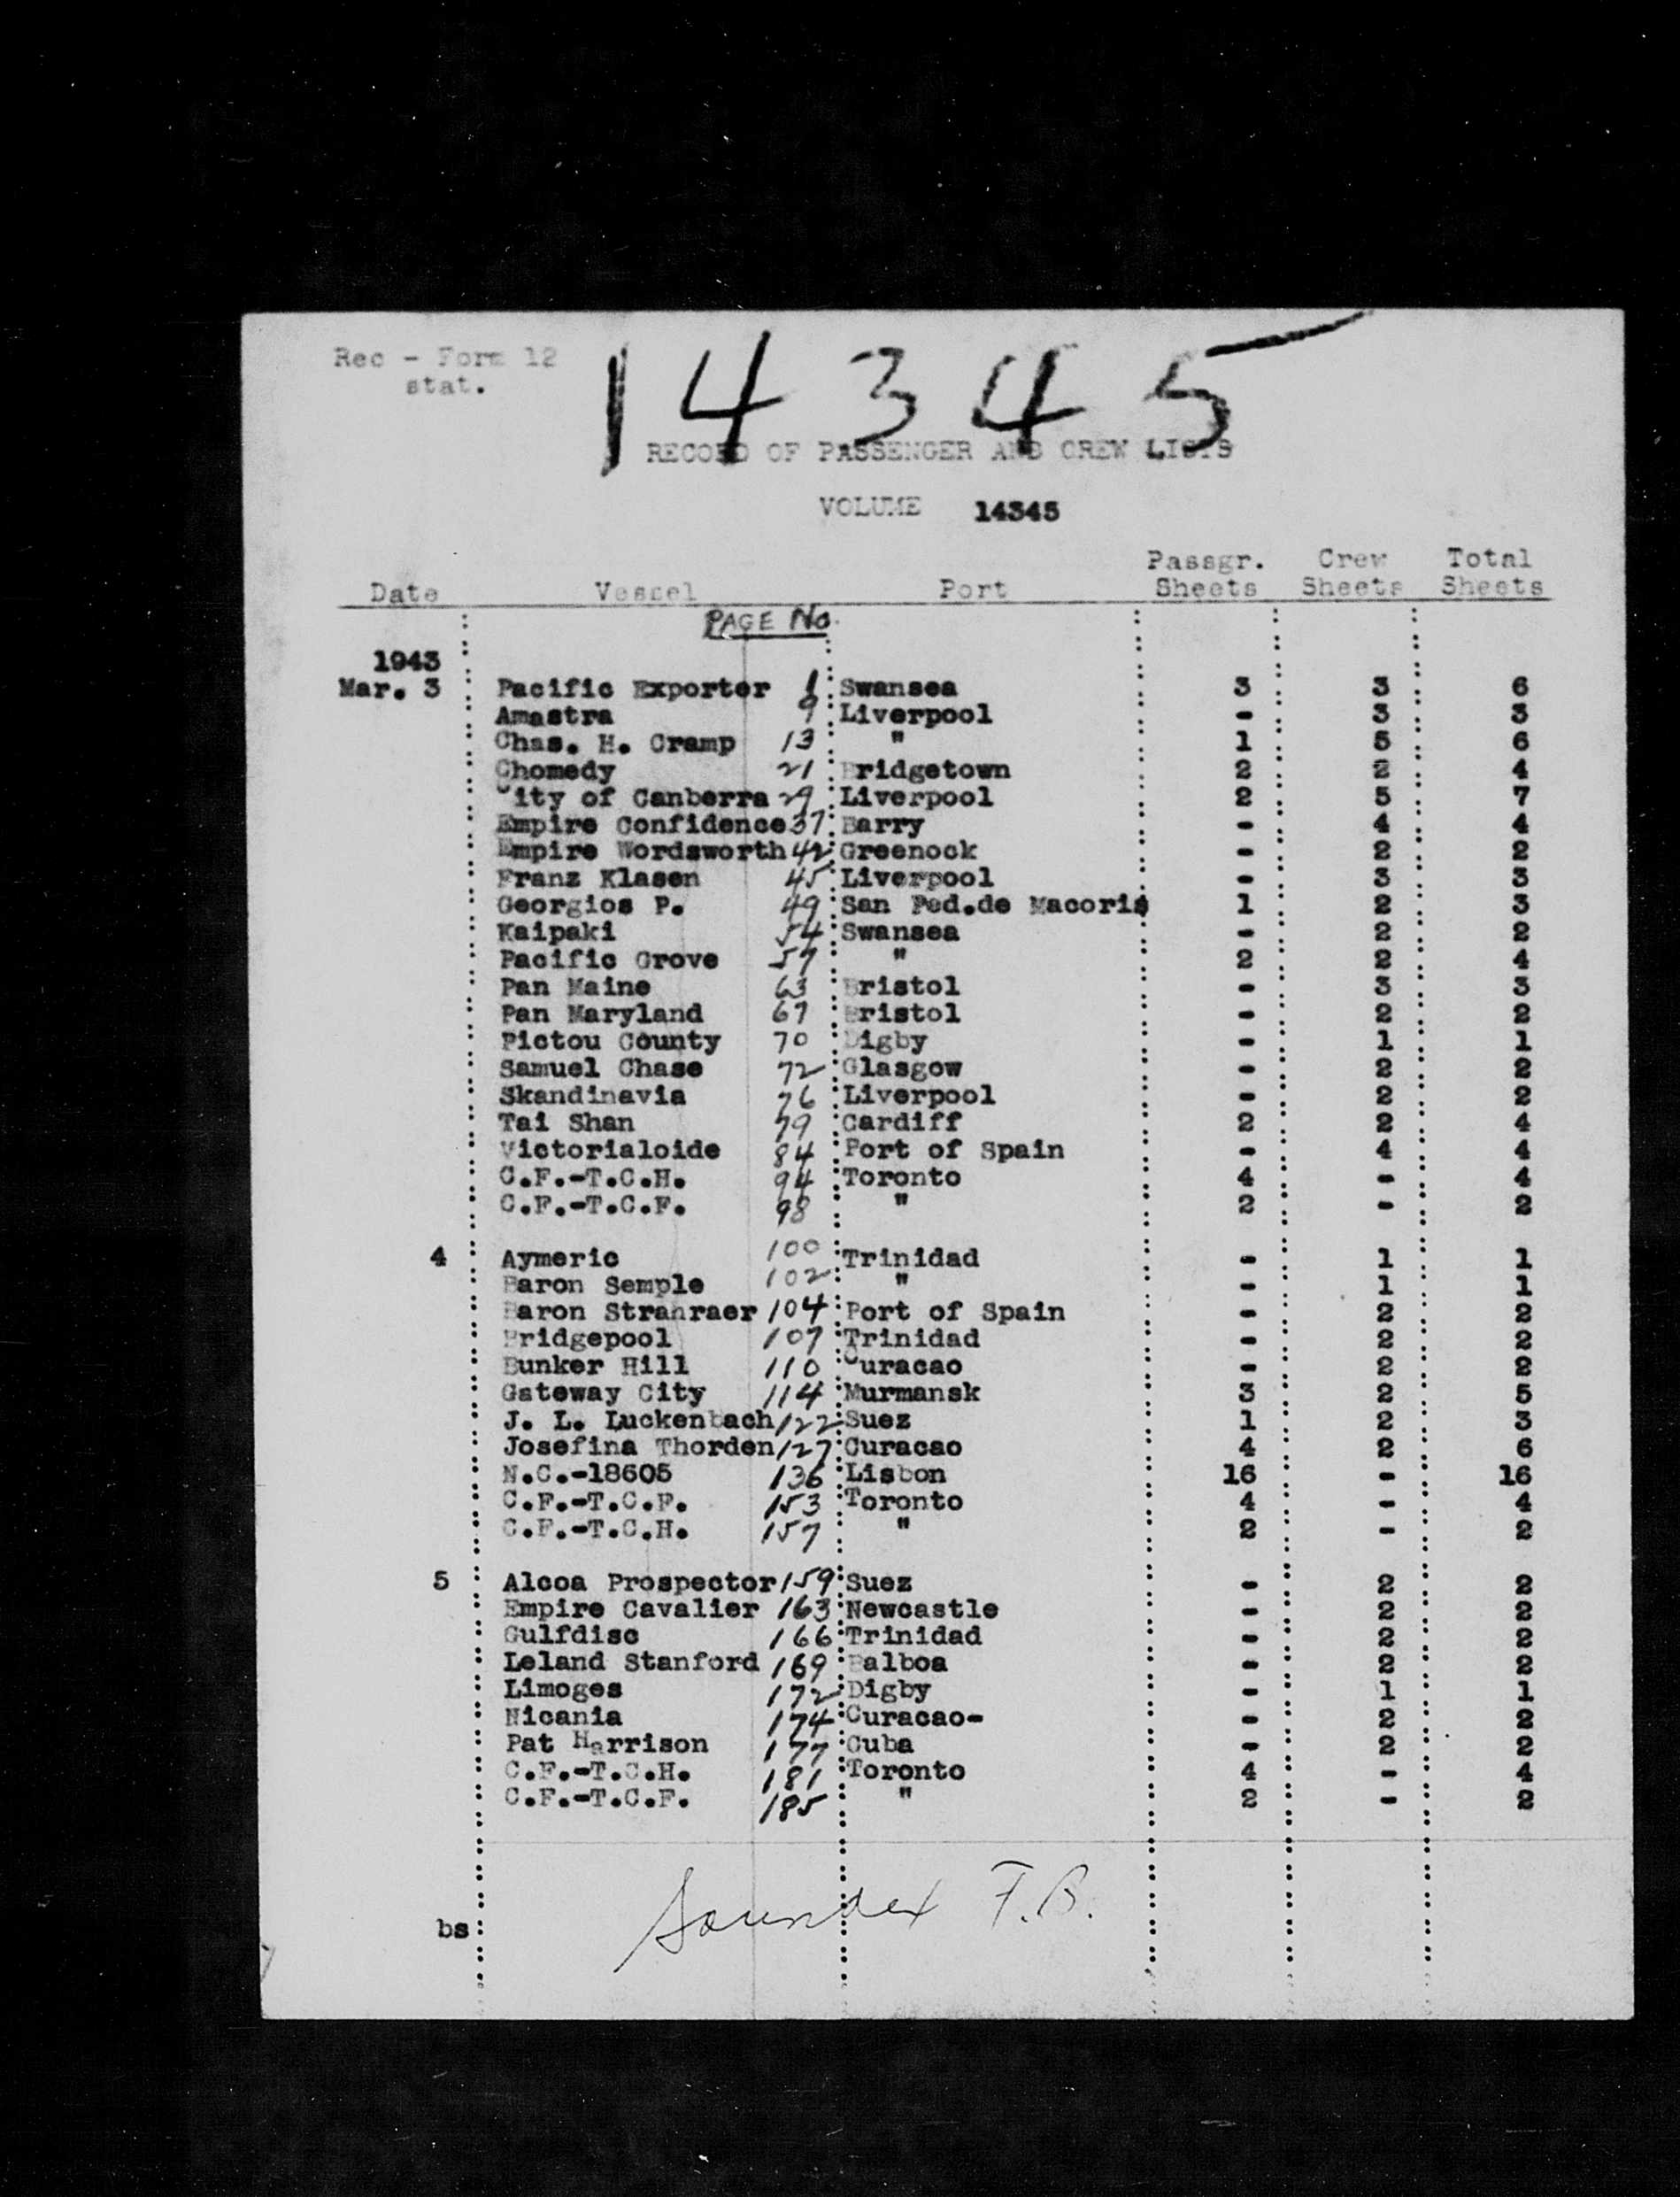 Rec - Form 12
stat.
14345
RECORD OF PASSENGER AND CREW LISTS
VOLUME 14345
Date Vessel Port Passgr. Sheets Crew Sheets Total Sheets
PAGE No.
1943
Mar. 3 Pacific Exporter 1 Swansea 3 3 6
Amastra 9 Liverpool - 3 3
Chas. H. Cramp 13 " 1 5 6
Chomedy 21 Bridgetown 2 2 4
City of Canberra 29 Liverpool 2 5 7
Empire Confidence 37 Barry - 4 4
Empire Wordsworth 42 Greenock - 2 2
Franz Klasen 45 Liverpool - 3 3
Georgios P. 49 San Ped.de Macoris 1 2 3
Kaipaki 54 Swansea - 2 2
Pacific Grove 57 " 2 2 4
Pan Maine 63 Bristol - 3 3
Pan Maryland 67 Bristol - 2 2
Pictou County 70 Digby - 1 1
Samuel Chase 72 Glasgow - 2 2
Skandinavia 76 Liverpool - 2 2
Tai Shan 79 Cardiff 2 2 4
Victorialoide 84 Port of Spain - 4 4
C.F.-T.C.H. 94 Toronto 4 - 4
C.F.-T.C.F. 98 " 2 - 2
4 Aymeric 100 Trinidad - 1 1
Baron Semple 102 " - 1 1
Baron Stranraer 104 Port of Spain - 2 2
Bridgepool 107 Trinidad - 2 2
Bunker Hill 110 Curacao - 2 2
Gateway City 114 Murmansk 3 2 5
J. L. Luckenbach 122 Suez 1 2 3
Josefina Thorden 127 Curacao 4 2 6
N.C.-18605 136 Lisbon 16 - 16
C.F.-T.C.F. 153 Toronto 4 - 4
C.F.-T.C.H. 157 " 2 - 2
5 Alcoa Prospector 159 Suez - 2 2
Empire Cavalier 163 Newcastle - 2 2
Gulfdisc 166 Trinidad - 2 2
Leland Stanford 169 Balboa - 2 2
Limoges 172 Digby - 1 1
Nicania 174 Curacao- - 2 2
Pat Harrison 177 Cuba - 2 2
C.F.-T.C.H. 181 Toronto 4 - 4
C.F.-T.C.F. 185 " 2 - 2
Soundex F.B.
bs